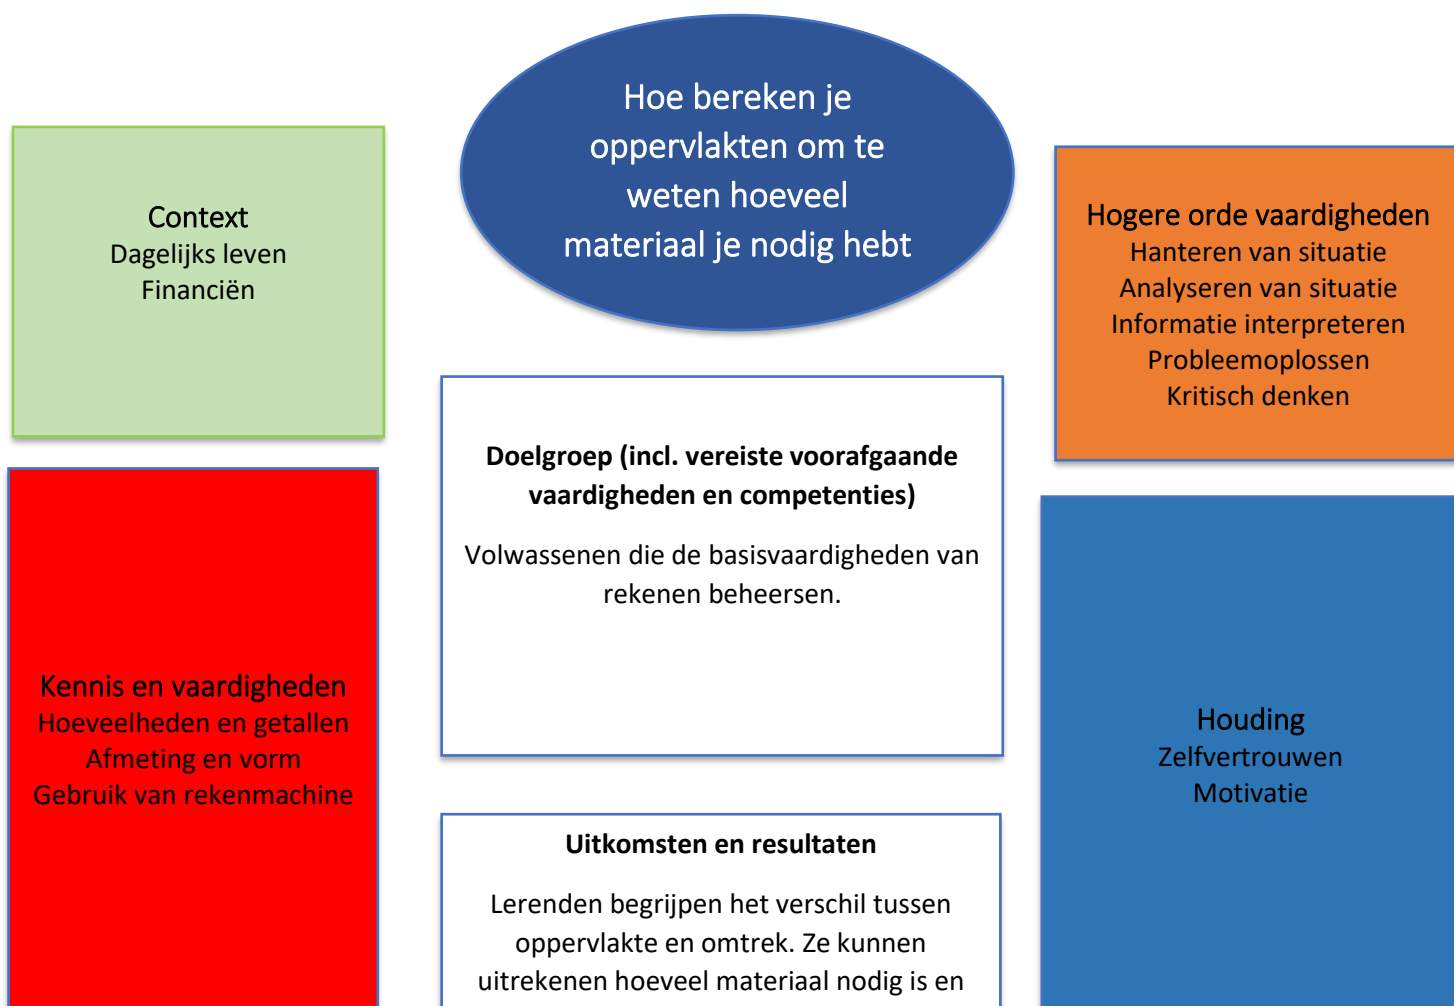 Hoe bereken je
oppervlakten om te
weten hoeveel
materiaal je nodig hebt
Context
Dagelijks leven
Financiën
Hogere orde vaardigheden
Hanteren van situatie
Analyseren van situatie
Informatie interpreteren
Probleemoplossen
Kritisch denken
Doelgroep (incl. vereiste voorafgaande
vaardigheden en competenties)
Volwassenen die de basisvaardigheden van
rekenen beheersen.
Kennis en vaardigheden
Hoeveelheden en getallen
Afmeting en vorm
Gebruik van rekenmachine
Houding
Zelfvertrouwen
Motivatie
Uitkomsten en resultaten
Lerenden begrijpen het verschil tussen
oppervlakte en omtrek. Ze kunnen
uitrekenen hoeveel materiaal nodig is en